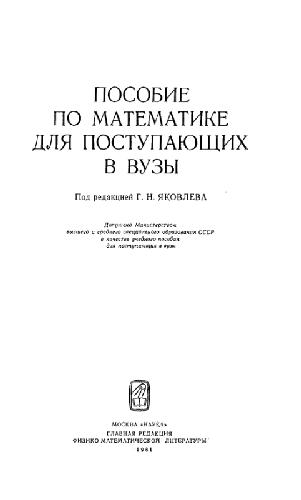 ПОСОБИЕ
ПО МАТЕМАТИКЕ
ДЛЯ ПОСТУПАЮЩИХ
В ВУЗЫ
Под редакцией Г. Н. ЯКОВЛЕВА
Допущено Министерством
высшего и среднего специального образования СССР
в качестве учебного пособия
для поступающих в вузы
МОСКВА «НАУКА»
ГЛАВНАЯ РЕДАКЦИЯ
ФИЗИКО-МАТЕМАТИЧЕСКОЙ ЛИТЕРАТУРЫ
1981